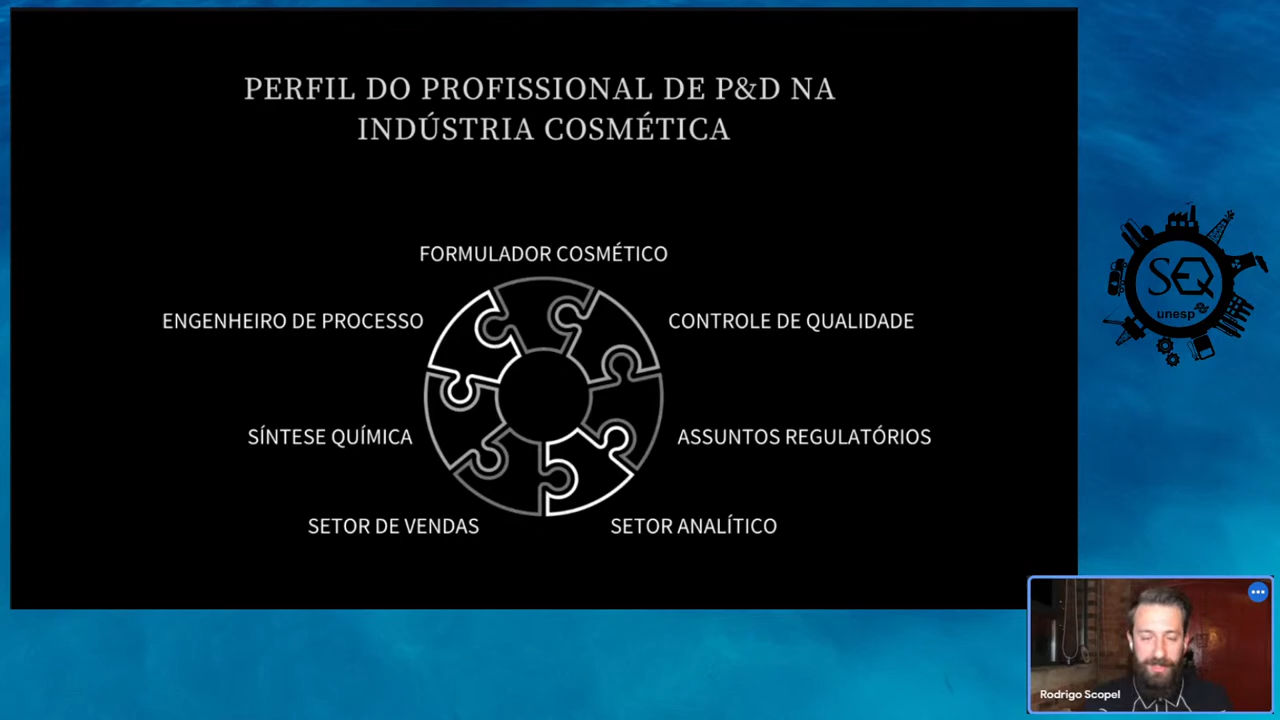 PERFIL DO PROFISSIONAL DE P&D NA
INDÚSTRIA COSMÉTICA
FORMULADOR COSMÉTICO
ENGENHEIRO DE PROCESSO
CONTROLE DE QUALIDADE
SÍNTESE QUÍMICA
ASSUNTOS REGULATÓRIOS
SETOR DE VENDAS
SETOR ANALÍTICO
SEQ
unesp
Rodrigo Scopel